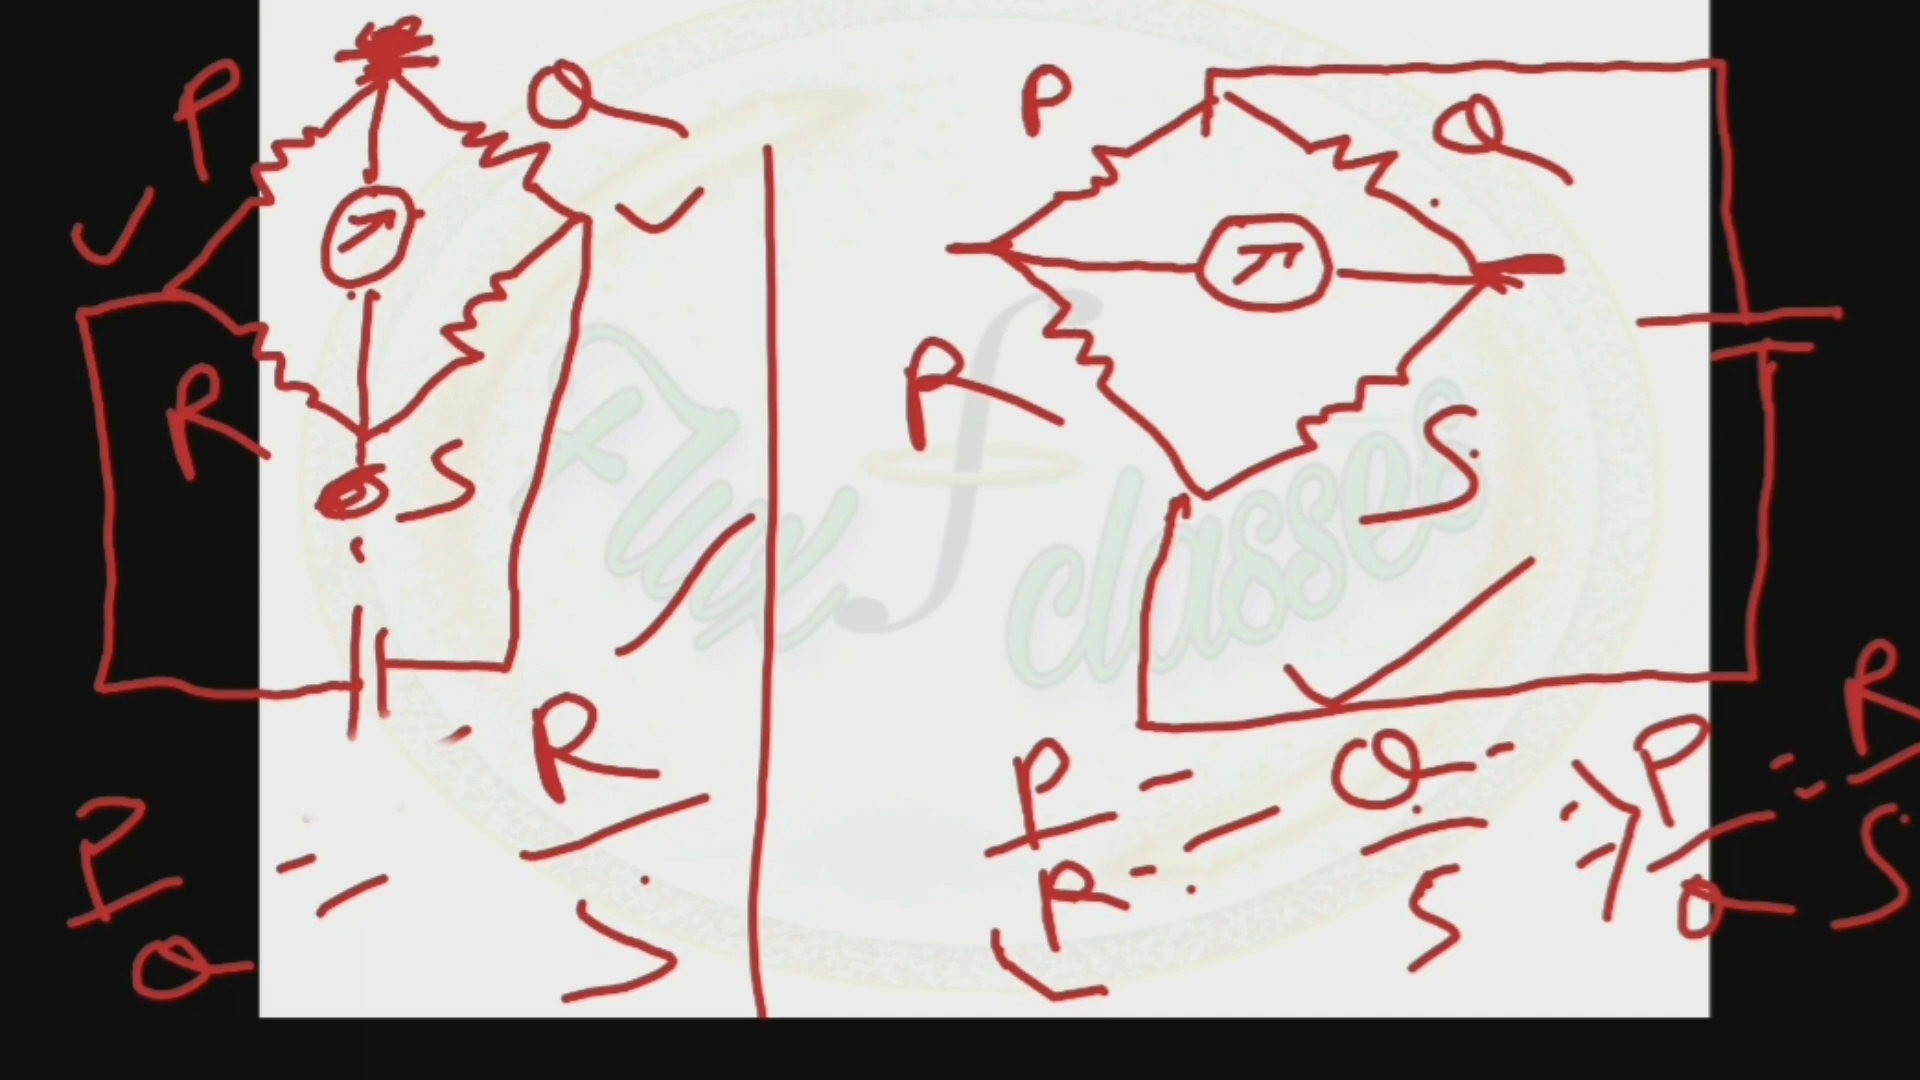 P
Q
R
S
P/Q = R/S
P
Q
R
S
P/R = Q/S ⇒ P/Q = R/S
Flux
classes